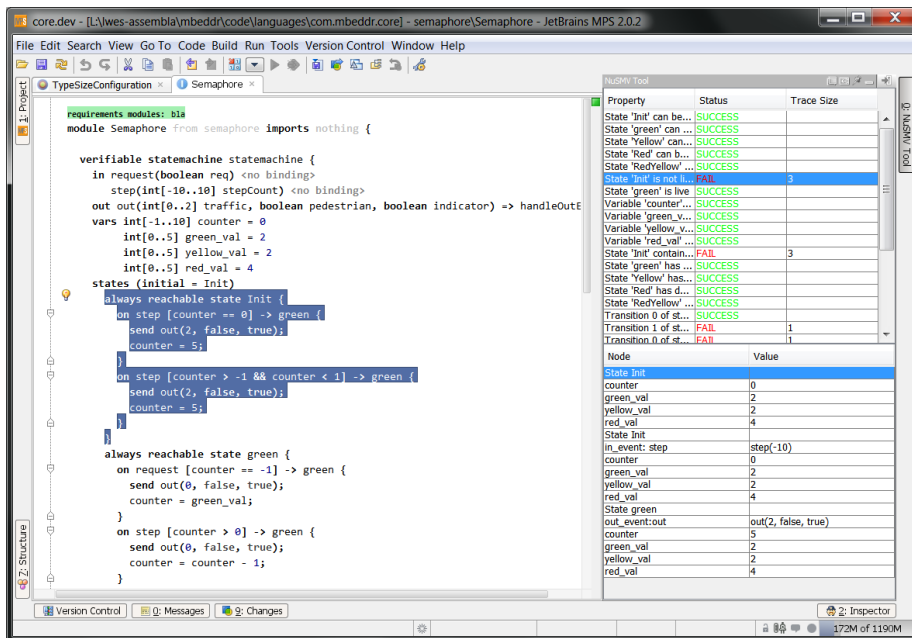 core.dev - [L:\lwes-assembla\mbeddr\code\languages\com.mbeddr.core] - semaphore\Semaphore - JetBrains MPS 2.0.2
File Edit Search View Go To Code Build Run Tools Version Control Window Help
TypeSizeConfiguration × Semaphore ×
1: Project
requirements modules: bla
module Semaphore from semaphore imports nothing {
verifiable statemachine statemachine {
in request(boolean req) <no binding>
step(int[-10..10] stepCount) <no binding>
out out(int[0..2] traffic, boolean pedestrian, boolean indicator) => handleOutE
vars int[-1..10] counter = 0
int[0..5] green_val = 2
int[0..5] yellow_val = 2
int[0..5] red_val = 4
states (initial = Init)
always reachable state Init {
on step [counter == 0] -> green {
send out(2, false, true);
counter = 5;
}
on step [counter > -1 && counter < 1] -> green {
send out(2, false, true);
counter = 5;
}
}
always reachable state green {
on request [counter == -1] -> green {
send out(0, false, true);
counter = green_val;
}
on step [counter > 0] -> green {
send out(0, false, true);
counter = counter - 1;
}
Z: Structure
NuSMV Tool
Property Status Trace Size
State 'Init' can be... SUCCESS
State 'green' can ... SUCCESS
State 'Yellow' can... SUCCESS
State 'Red' can b... SUCCESS
State 'RedYellow' ... SUCCESS
State 'Init' is not li... FAIL 3
State 'green' is live SUCCESS
Variable 'counter'... SUCCESS
Variable 'green_v... SUCCESS
Variable 'yellow_v... SUCCESS
Variable 'red_val' ... SUCCESS
State 'Init' contain... FAIL 3
State 'green' has ... SUCCESS
State 'Yellow' has... SUCCESS
State 'Red' has d... SUCCESS
State 'RedYellow' ... SUCCESS
Transition 0 of st... SUCCESS
Transition 1 of st... FAIL 1
Transition 0 of st... FAIL 1
Node Value
State Init
counter 0
green_val 2
yellow_val 2
red_val 4
State Init
in_event: step step(-10)
counter 0
green_val 2
yellow_val 2
red_val 4
State green
out_event:out out(2, false, true)
counter 5
green_val 2
yellow_val 2
red_val 4
0: NuSMV Tool
Version Control 0: Messages 9: Changes 2: Inspector
172M of 1190M